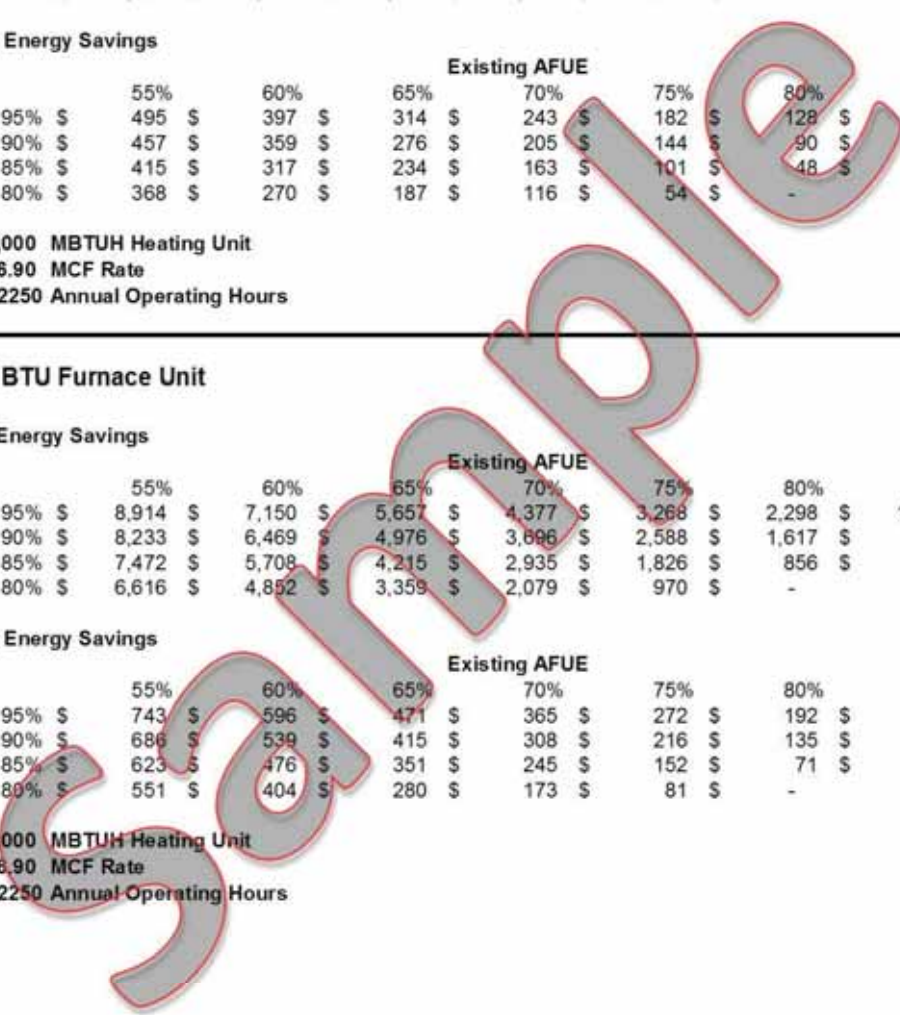 Energy Savings
Existing AFUE
55% 60% 65% 70% 75% 80%
95% $ 495 $ 397 $ 314 $ 243 $ 182 $ 128 $
90% $ 457 $ 359 $ 276 $ 205 $ 144 $ 90 $
85% $ 415 $ 317 $ 234 $ 163 $ 101 $ 48 $
80% $ 368 $ 270 $ 187 $ 116 $ 54 $ -
,000 MBTUH Heating Unit
6.90 MCF Rate
2250 Annual Operating Hours
BTU Furnace Unit
Energy Savings
Existing AFUE
55% 60% 65% 70% 75% 80%
95% $ 8,914 $ 7,150 $ 5,657 $ 4,377 $ 3,268 $ 2,298 $
90% $ 8,233 $ 6,469 $ 4,976 $ 3,696 $ 2,588 $ 1,617 $
85% $ 7,472 $ 5,708 $ 4,215 $ 2,935 $ 1,826 $ 856 $
80% $ 6,616 $ 4,852 $ 3,359 $ 2,079 $ 970 $ -
Energy Savings
Existing AFUE
55% 60% 65% 70% 75% 80%
95% $ 743 $ 596 $ 471 $ 365 $ 272 $ 192 $
90% $ 686 $ 539 $ 415 $ 308 $ 216 $ 135 $
85% $ 623 $ 476 $ 351 $ 245 $ 152 $ 71 $
80% $ 551 $ 404 $ 280 $ 173 $ 81 $ -
000 MBTUH Heating Unit
6.90 MCF Rate
2250 Annual Operating Hours
Sample